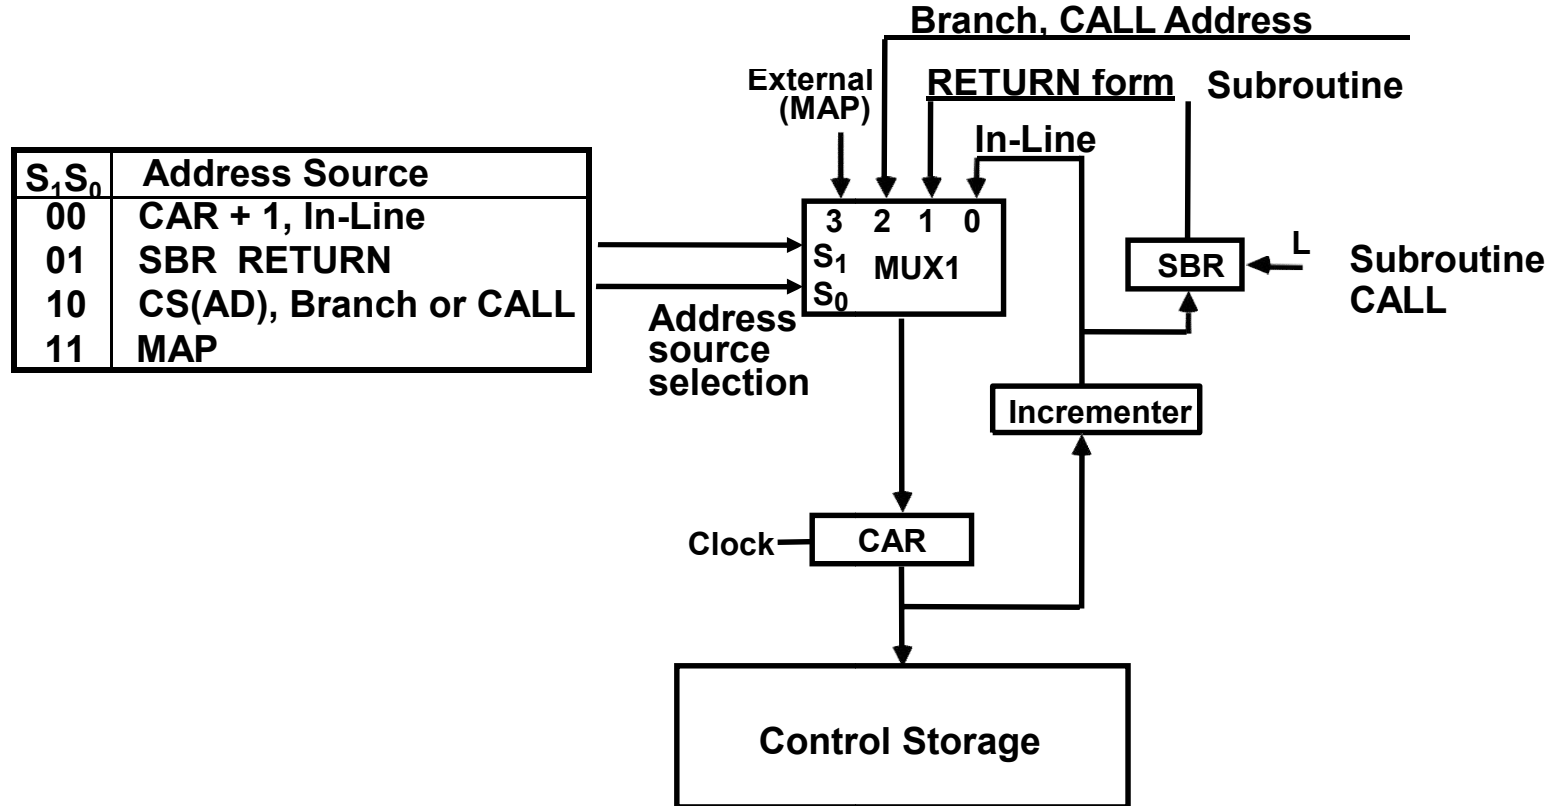 Branch, CALL Address
External
(MAP)
RETURN form
Subroutine
In-Line
S1S0 Address Source
00 CAR + 1, In-Line
01 SBR RETURN
10 CS(AD), Branch or CALL
11 MAP
3 2 1 0
S1
MUX1
S0
SBR
L
Subroutine
CALL
Address
source
selection
Incrementer
Clock
CAR
Control Storage